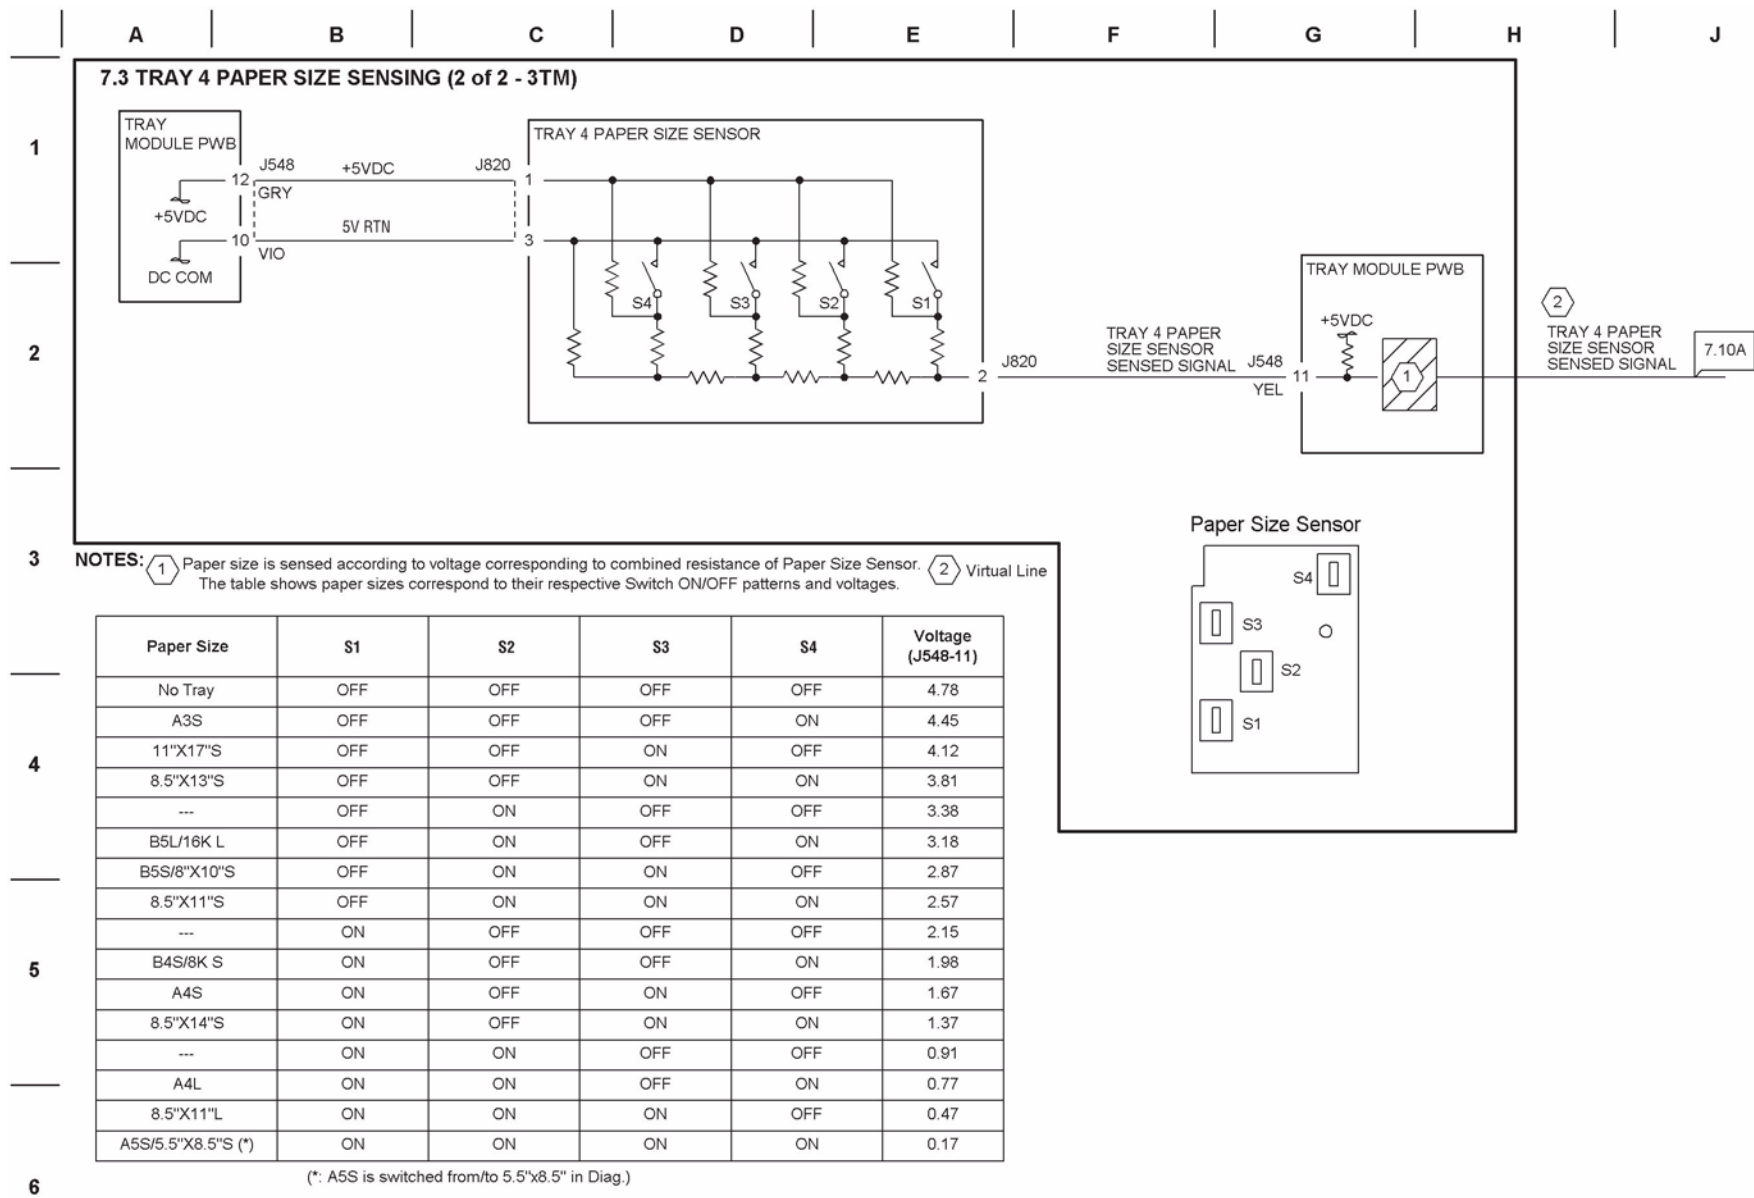 A B C D E F G H J
7.3 TRAY 4 PAPER SIZE SENSING (2 of 2 - 3TM)
1
TRAY
MODULE PWB
12
J548
GRY
+5VDC
J820
1
+5VDC
10
VIO
5V RTN
3
DC COM
TRAY 4 PAPER SIZE SENSOR
S4
S3
S2
S1
2
2
J820
TRAY 4 PAPER
SIZE SENSOR
SENSED SIGNAL
J548
11
YEL
TRAY MODULE PWB
+5VDC
1
2
TRAY 4 PAPER
SIZE SENSOR
SENSED SIGNAL
7.10A
Paper Size Sensor
S4
S3
S2
S1
3
NOTES: 1 Paper size is sensed according to voltage corresponding to combined resistance of Paper Size Sensor. 2 Virtual Line
The table shows paper sizes correspond to their respective Switch ON/OFF patterns and voltages.
Paper Size S1 S2 S3 S4 Voltage
(J548-11)
No Tray OFF OFF OFF OFF 4.78
A3S OFF OFF OFF ON 4.45
11"X17"S OFF OFF ON OFF 4.12
4
8.5"X13"S OFF OFF ON ON 3.81
--- OFF ON OFF OFF 3.38
B5L/16K L OFF ON OFF ON 3.18
B5S/8"X10"S OFF ON ON OFF 2.87
8.5"X11"S OFF ON ON ON 2.57
--- ON OFF OFF OFF 2.15
B4S/8K S ON OFF OFF ON 1.98
5
A4S ON OFF ON OFF 1.67
8.5"X14"S ON OFF ON ON 1.37
--- ON ON OFF OFF 0.91
A4L ON ON OFF ON 0.77
8.5"X11"L ON ON ON OFF 0.47
A5S/5.5"X8.5"S (*) ON ON ON ON 0.17
(*: A5S is switched from/to 5.5"x8.5" in Diag.)
6